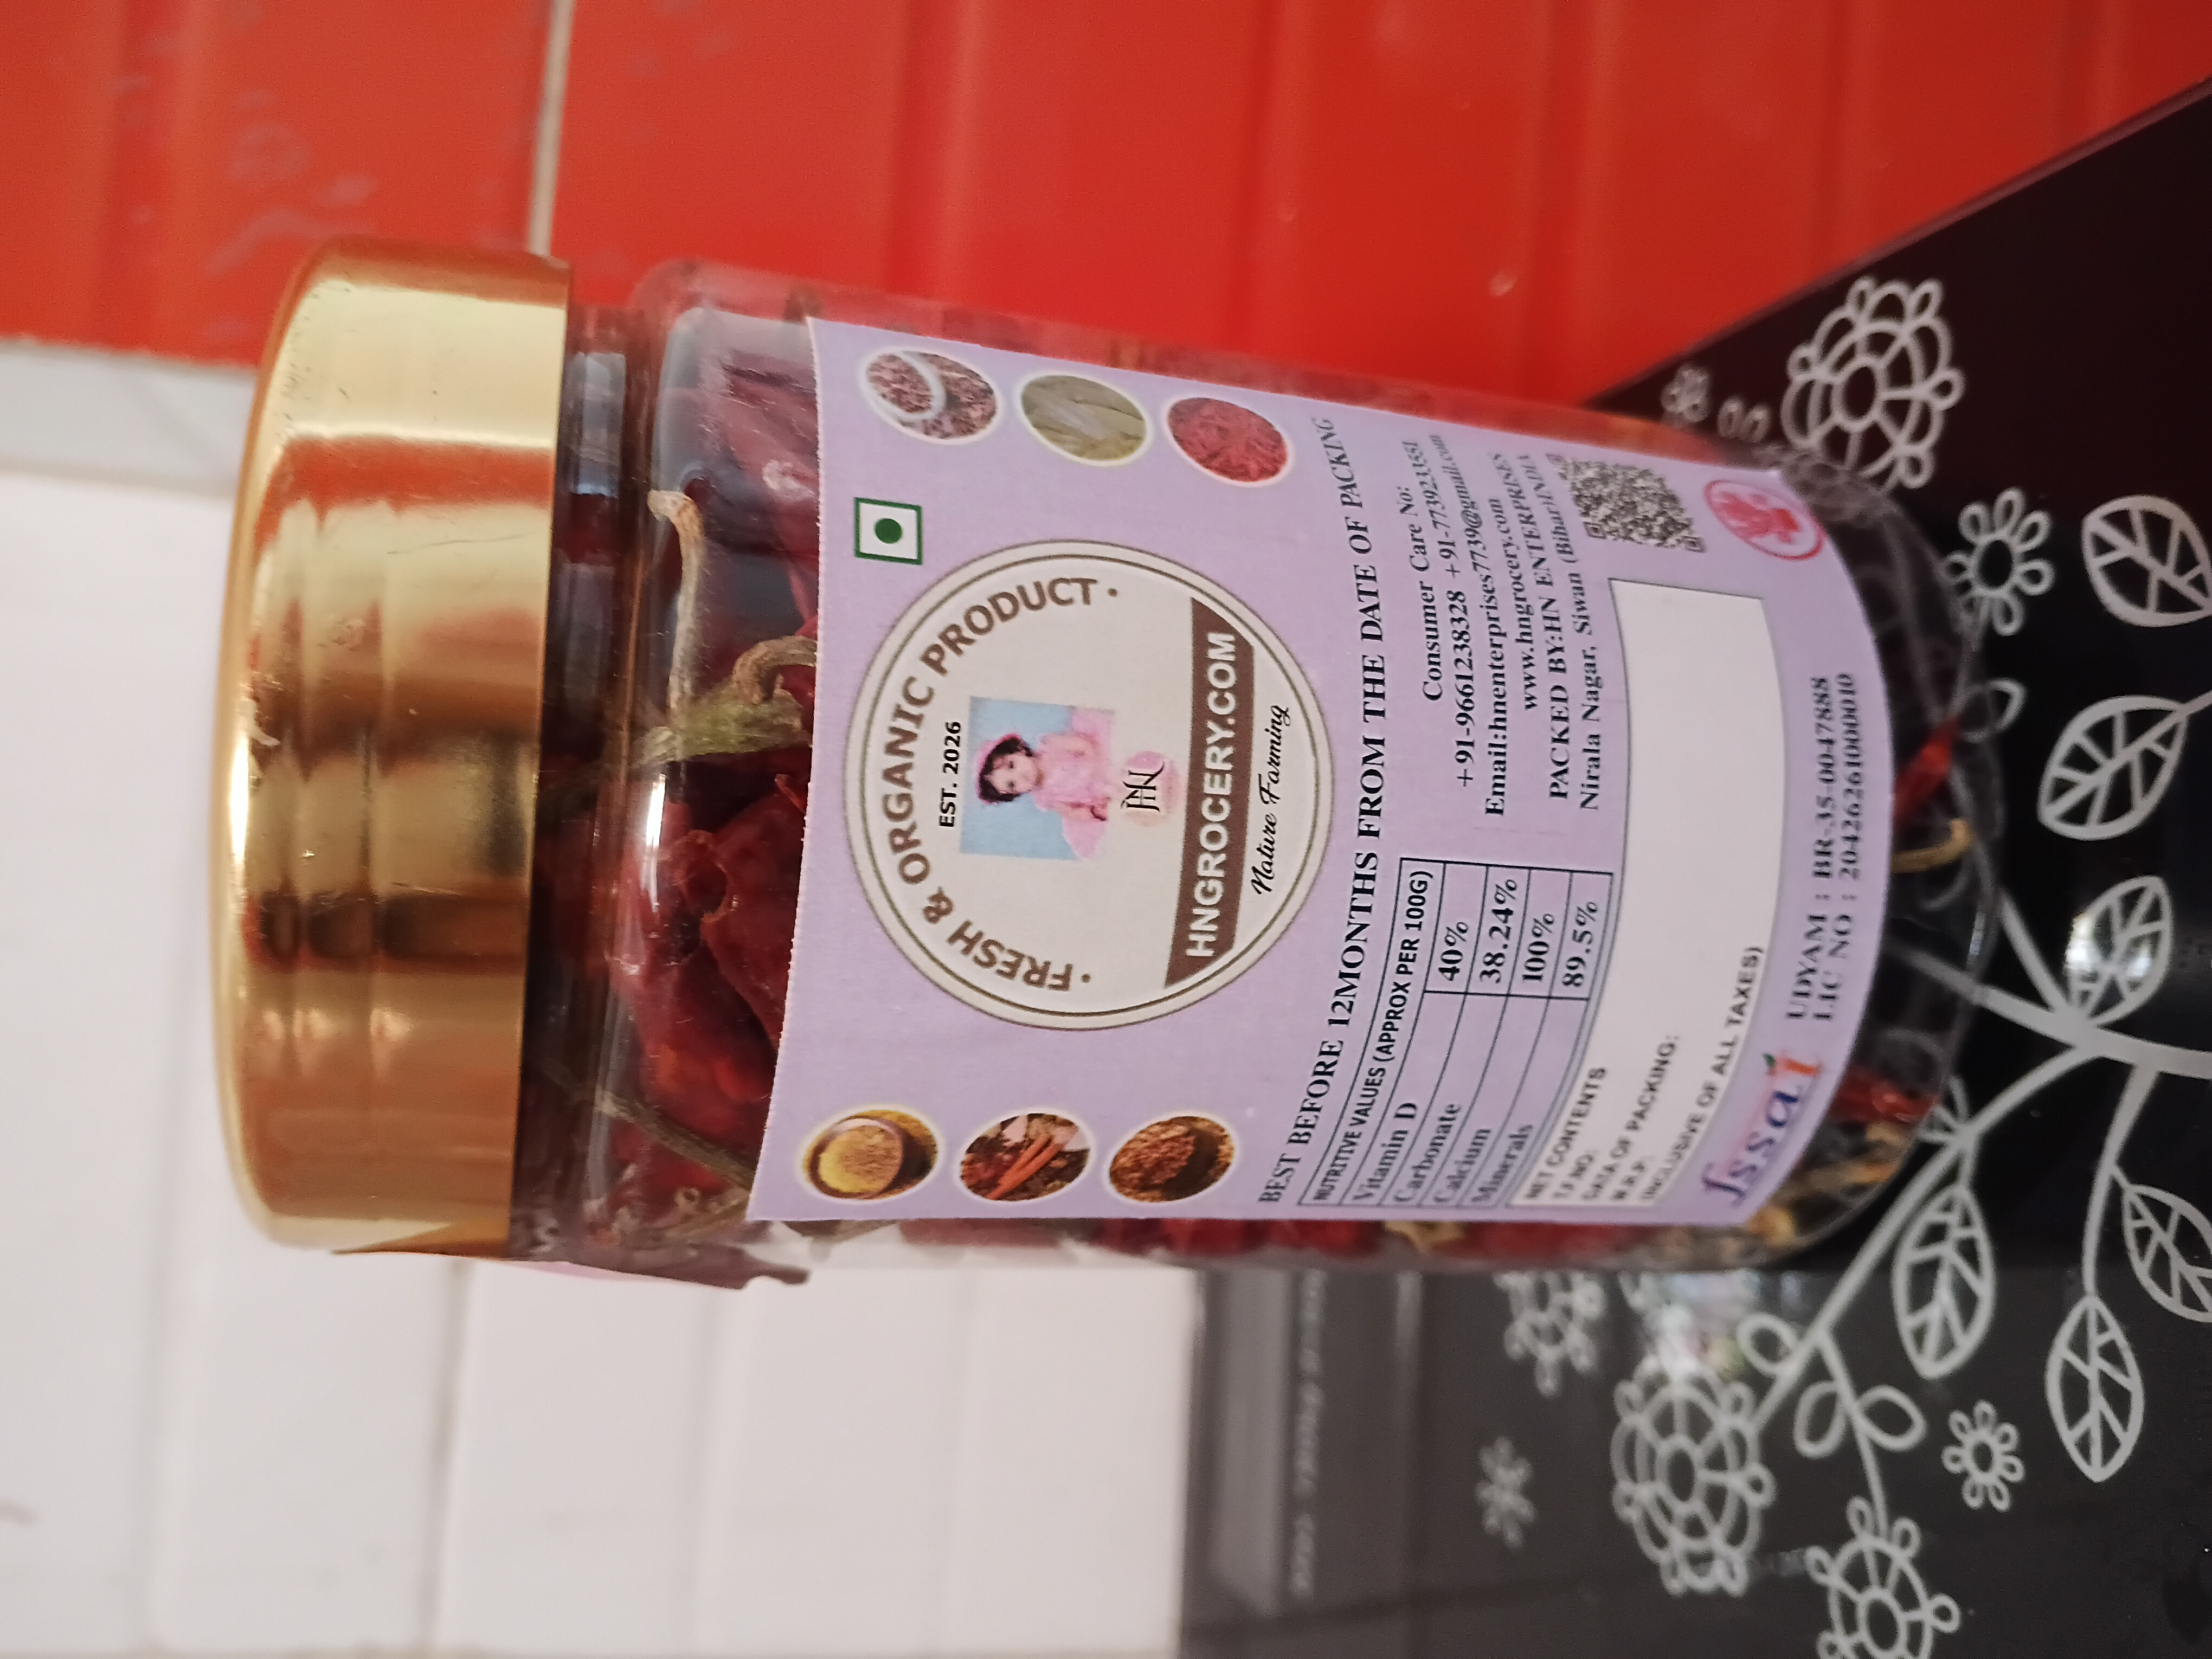 · FRESH & ORGANIC PRODUCT ·
EST. 2026
HN
HNGROCERY.COM
Nature Farming
BEST BEFORE 12MONTHS FROM THE DATE OF PACKING
NUTRITIVE VALUES (APPROX PER 100G)
Vitamin D 40%
Carbonate 38.24%
Calcium 100%
Minerals 89.5%
Consumer Care No:
+91-9661238328 +91-7739233551
Email:hnenterprises7739@gmail.com
www.hngrocery.com
PACKED BY:HN ENTERPRISES
Nirala Nagar, Siwan (Bihar)INDIA
NET CONTENTS
DATA OF PACKING:
M.R.P:
(INCLUSIVE OF ALL TAXES)
fssai
UDYAM : BR-35-0047888
LIC NO : 20426261000010